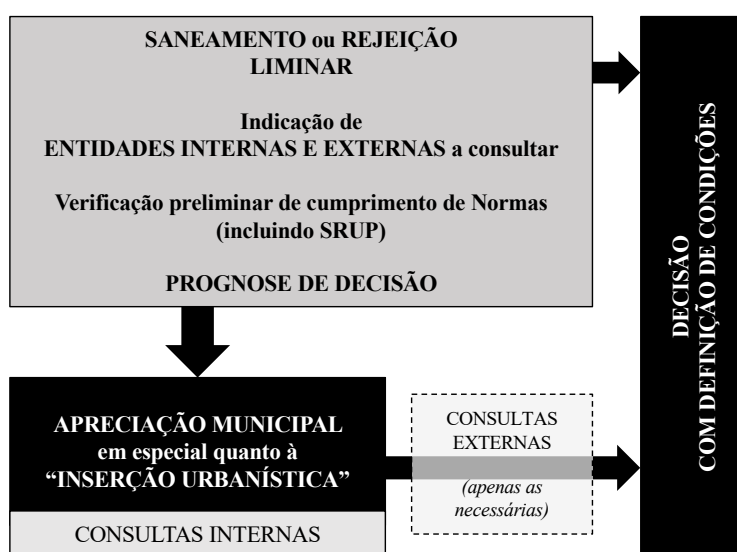 SANEAMENTO ou REJEIÇÃO
LIMINAR
Indicação de
ENTIDADES INTERNAS E EXTERNAS a consultar
Verificação preliminar de cumprimento de Normas
(incluindo SRUP)
PROGNOSE DE DECISÃO
APRECIAÇÃO MUNICIPAL
em especial quanto à
“INSERÇÃO URBANÍSTICA”
CONSULTAS INTERNAS
CONSULTAS
EXTERNAS
(apenas as
necessárias)
DECISÃO
COM DEFINIÇÃO DE CONDIÇÕES